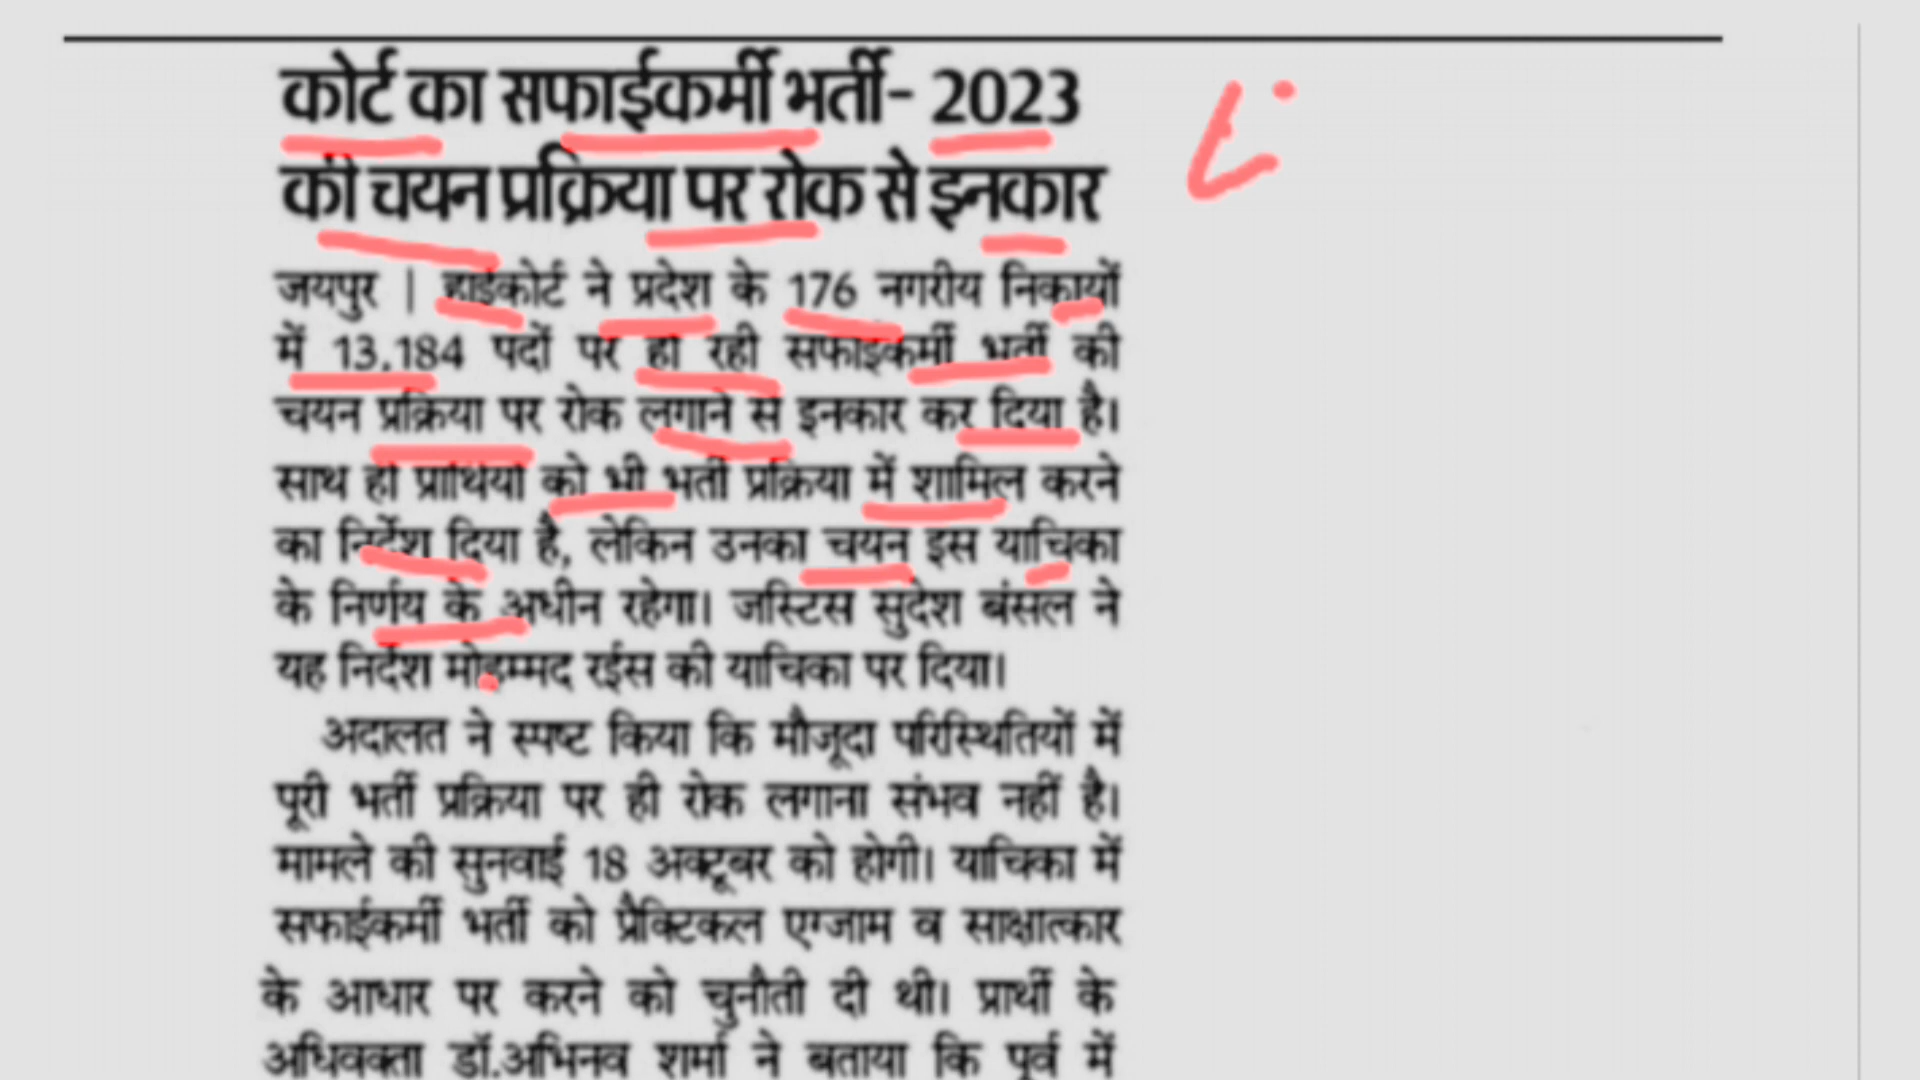 कोर्ट का सफाईकर्मी भर्ती- 2023
की चयन प्रक्रिया पर रोक से इनकार
जयपुर | हाईकोर्ट ने प्रदेश के 176 नगरीय निकायों
में 13,184 पदों पर हो रही सफाईकर्मी भर्ती की
चयन प्रक्रिया पर रोक लगाने से इनकार कर दिया है।
साथ ही प्रार्थियों को भी भर्ती प्रक्रिया में शामिल करने
का निर्देश दिया है, लेकिन उनका चयन इस याचिका
के निर्णय के अधीन रहेगा। जस्टिस सुदेश बंसल ने
यह निर्देश मोहम्मद रईस की याचिका पर दिया।
अदालत ने स्पष्ट किया कि मौजूदा परिस्थितियों में
पूरी भर्ती प्रक्रिया पर ही रोक लगाना संभव नहीं है।
मामले की सुनवाई 18 अक्टूबर को होगी। याचिका में
सफाईकर्मी भर्ती को प्रैक्टिकल एग्जाम व साक्षात्कार
के आधार पर करने को चुनौती दी थी। प्रार्थी के
अधिवक्ता डॉ.अभिनव शर्मा ने बताया कि पूर्व में